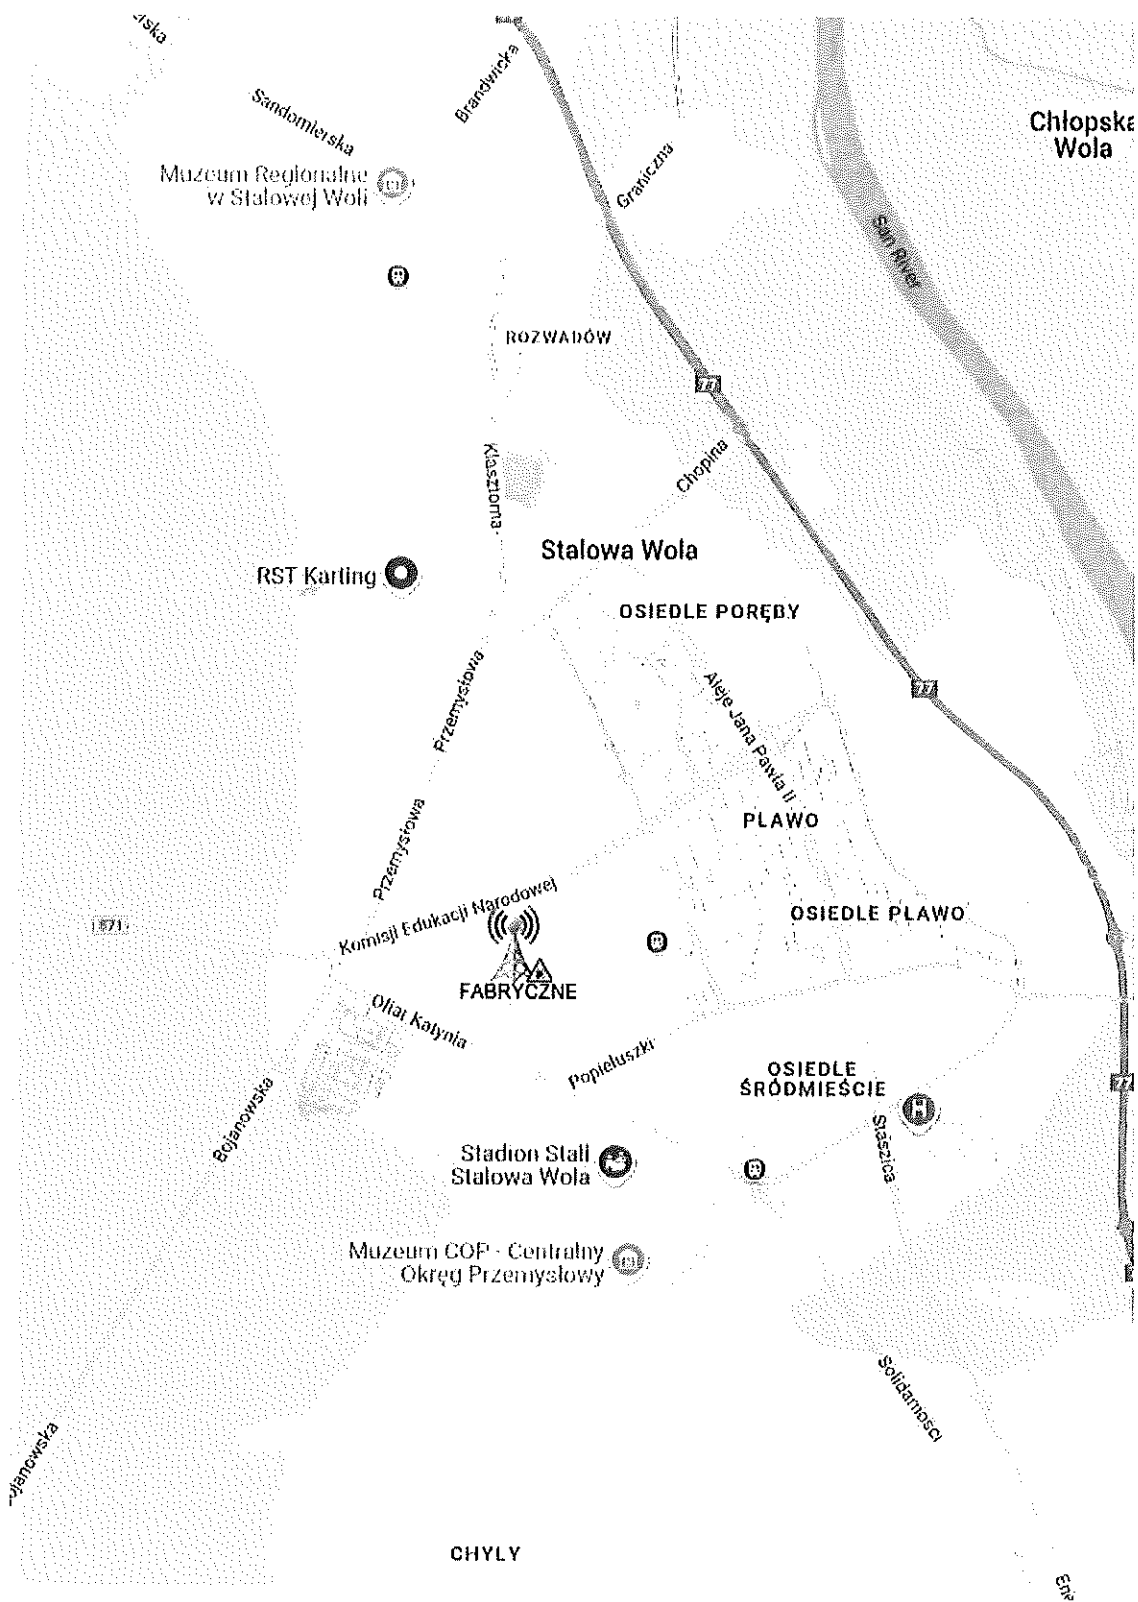 Brandwicka
Sandomierska
Chłopska
Wola
Muzeum Regionalne
w Stalowej Woli
Graniczna
San River
ROZWADÓW
77
Chopina
Klasztorna
Stalowa Wola
RST Karting
OSIEDLE PORĘBY
Przemysłowa
77
Aleje Jana Pawła II
Przemysłowa
PLAWO
Komisji Edukacji Narodowej
OSIEDLE PLAWO
871
FABRYCZNE
Ofiar Katynia
Popiełuszki
OSIEDLE
ŚRÓDMIEŚCIE
77
H
Bojanowska
Staszica
Stadion Stali
Stalowa Wola
Muzeum COP - Centralny
Okręg Przemysłowy
Solidarności
CHYLY